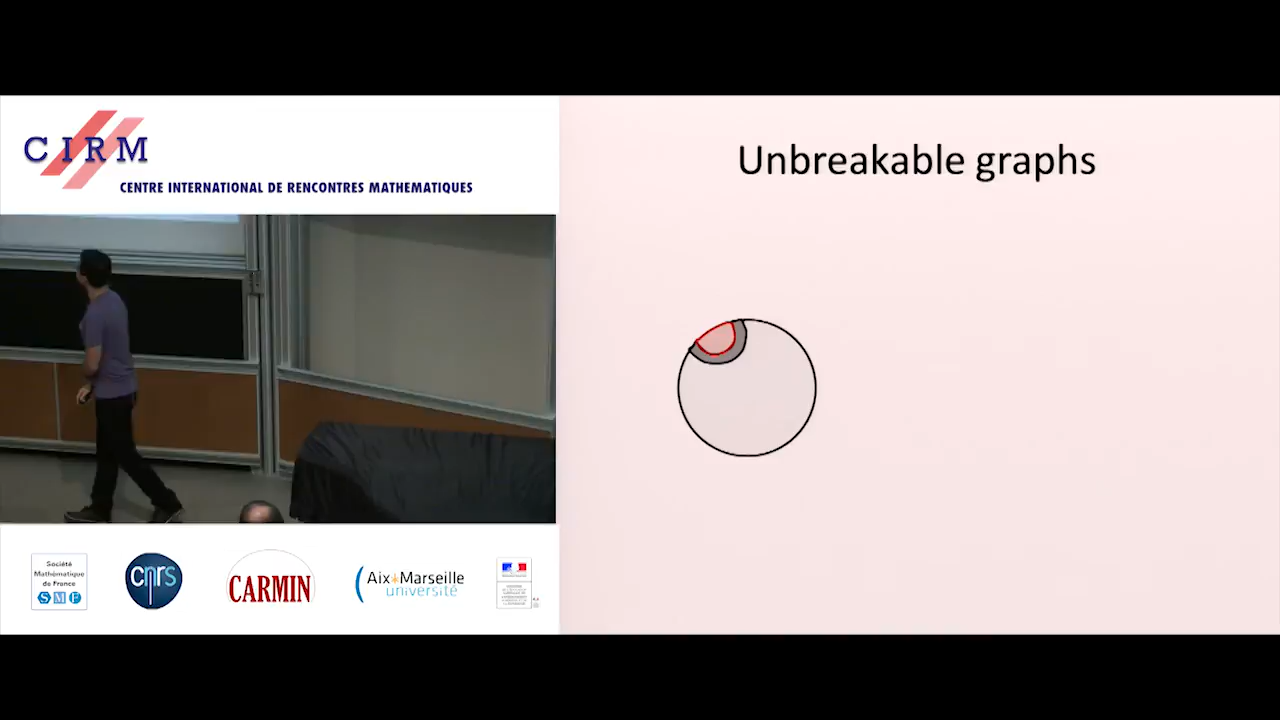 CIRM
CENTRE INTERNATIONAL DE RENCONTRES MATHEMATIQUES
Unbreakable graphs
Société
Mathématique
de France
SMF
cnrs
CARMIN
Aix*Marseille
université